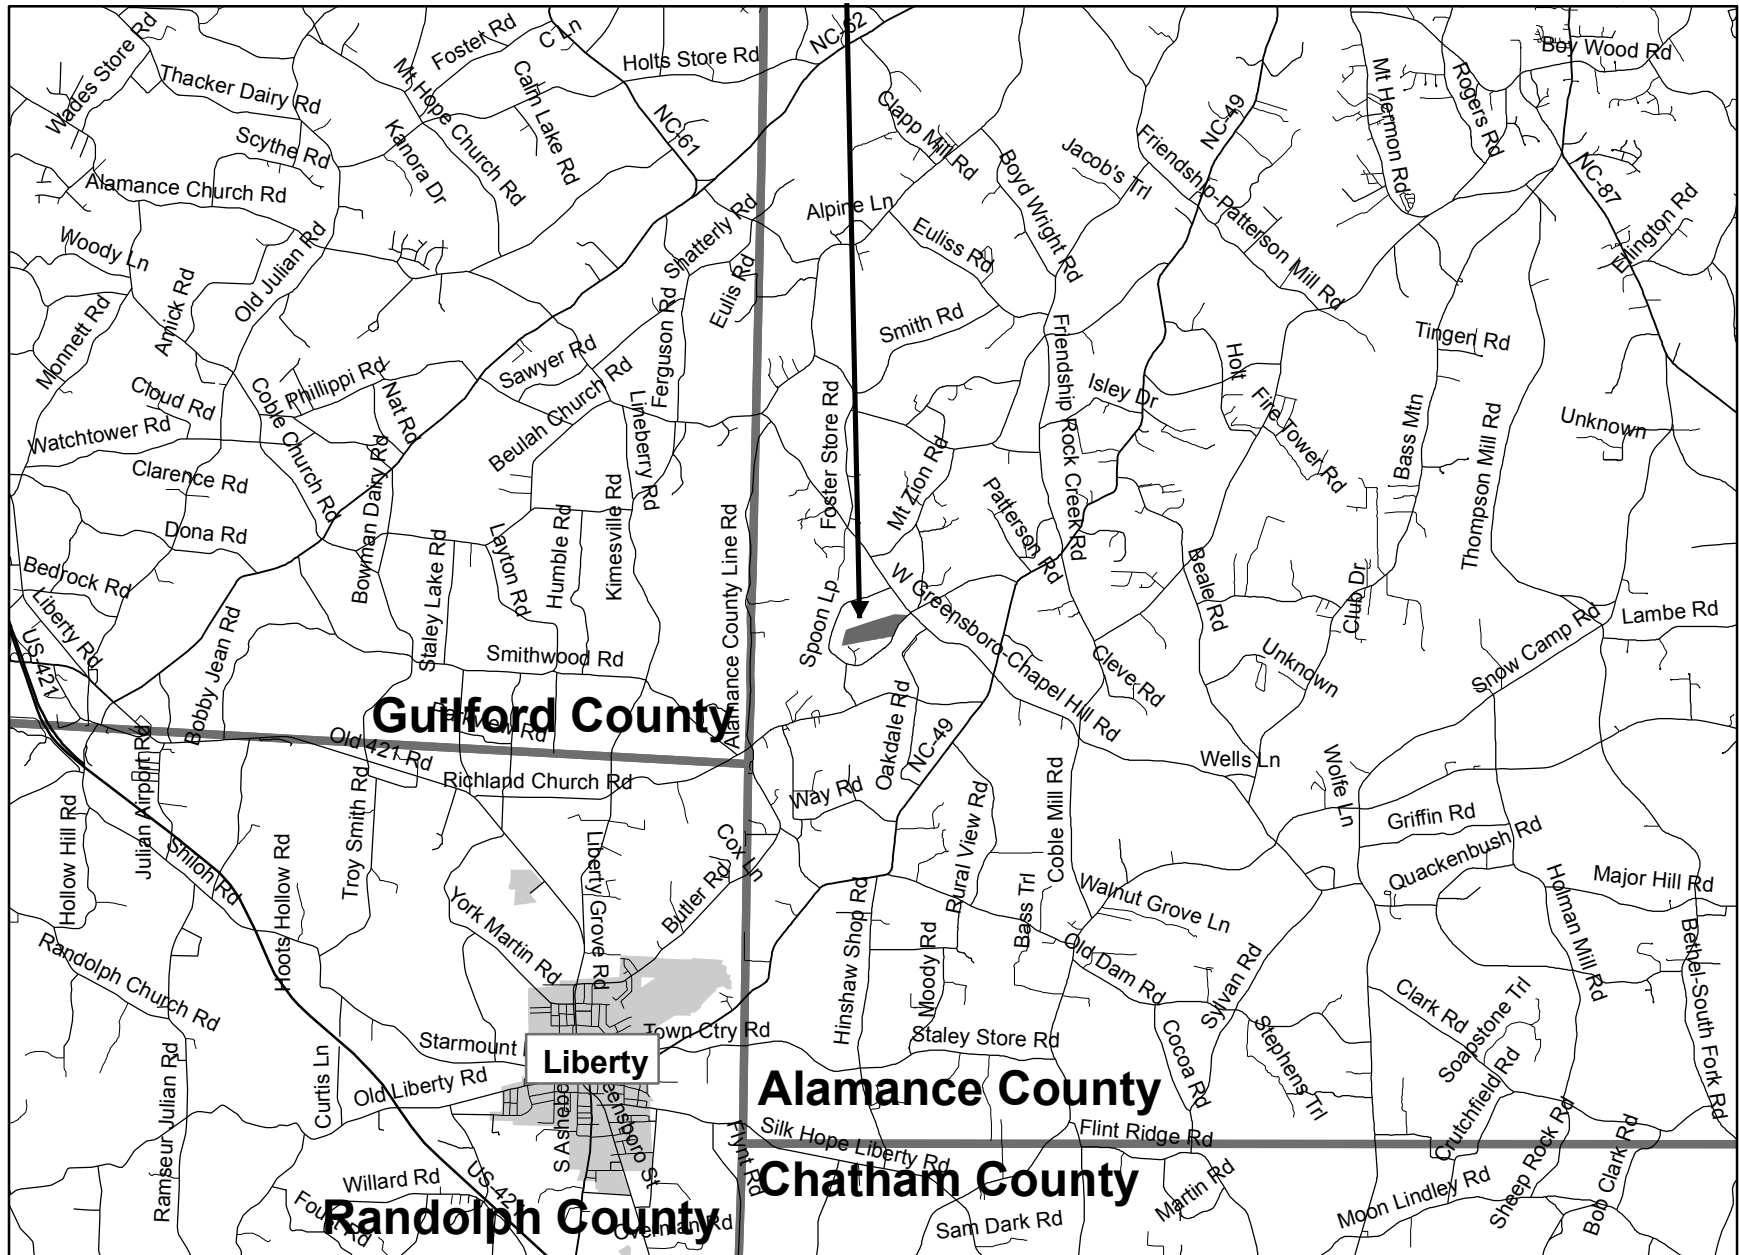 Wades Store Rd
Foster Rd
C Ln
Holts Store Rd
NC-62
Boy Wood Rd
Thacker Dairy Rd
Mt Hope Church Rd
Calm Lake Rd
NC-61
Clapp Mill Rd
NC-49
Mt Hermon Rd
Rogers Rd
Scythe Rd
Kanora Dr
Boyd Wright Rd
Jacob's Trl
Friendship-Patterson Mill Rd
NC-87
Alamance Church Rd
Alpine Ln
Woody Ln
Old Julian Rd
Shatterly Rd
Euliss Rd
Amick Rd
Eulis Rd
Monnett Rd
Ferguson Rd
Smith Rd
Friendship Rock Creek Rd
Tingen Rd
Sawyer Rd
Holt
Cloud Rd
Coble Church Rd
Phillippi Rd
Nat Rd
Beulah Church Rd
Lineberry Rd
Foster Store Rd
Isley Dr
Fire Tower Rd
Bass Mtn
Thompson Mill Rd
Unknown
Watchtower Rd
Clarence Rd
Bowman Dairy Rd
Kimesville Rd
Mt Zion Rd
Patterson Rd
Dona Rd
Staley Lake Rd
Layton Rd
Humble Rd
Alamance County Line Rd
Bedrock Rd
Liberty Rd
US-421
Bobby Jean Rd
Spoon Lp
W Greensboro-Chapel Hill Rd
Beale Rd
Club Dr
Lambe Rd
Smithwood Rd
Cleve Rd
Unknown
Snow Camp Rd
Guilford County
Oakdale Rd
NC-49
Old 421 Rd
Richland Church Rd
Julian Airport Rd
Wells Ln
Wolfe Ln
Hollow Hill Rd
Shiloh Rd
Hoots Hollow Rd
Troy Smith Rd
Liberty Grove Rd
Cox Ln
Way Rd
Rural View Rd
Coble Mill Rd
Griffin Rd
Quackenbush Rd
York Martin Rd
Butler Rd
Hinshaw Shop Rd
Bass Trl
Walnut Grove Ln
Holman Mill Rd
Major Hill Rd
Randolph Church Rd
Moody Rd
Old Dam Rd
Sylvan Rd
Bethel-South Fork Rd
Clark Rd
Soapstone Trl
Starmount
Town Ctry Rd
Staley Store Rd
Cocoa Rd
Stephens Trl
Liberty
Ramseur Julian Rd
Curtis Ln
Old Liberty Rd
Alamance County
Crutchfield Rd
Flynt Rd
Silk Hope Liberty Rd
Flint Ridge Rd
Sheep Rock Rd
Bob Clark Rd
Willard Rd
Chatham County
Martin Rd
Moon Lindley Rd
Randolph County
Overman Rd
Sam Dark Rd